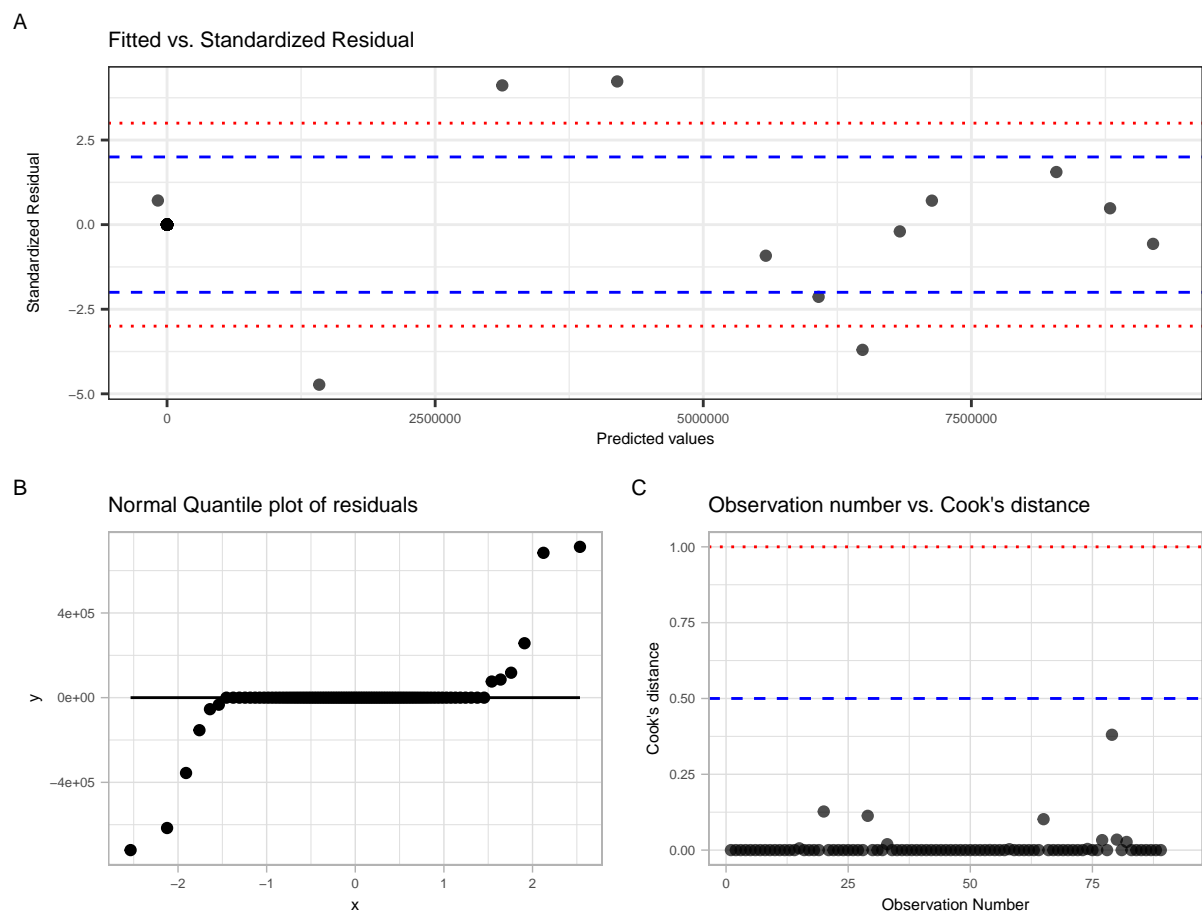 A
Fitted vs. Standardized Residual
Standardized Residual
2.5
0.0
−2.5
−5.0
0
2500000
5000000
7500000
Predicted values
B
Normal Quantile plot of residuals
y
4e+05
0e+00
−4e+05
−2
−1
0
1
2
x
C
Observation number vs. Cook's distance
Cook's distance
1.00
0.75
0.50
0.25
0.00
0
25
50
75
Observation Number